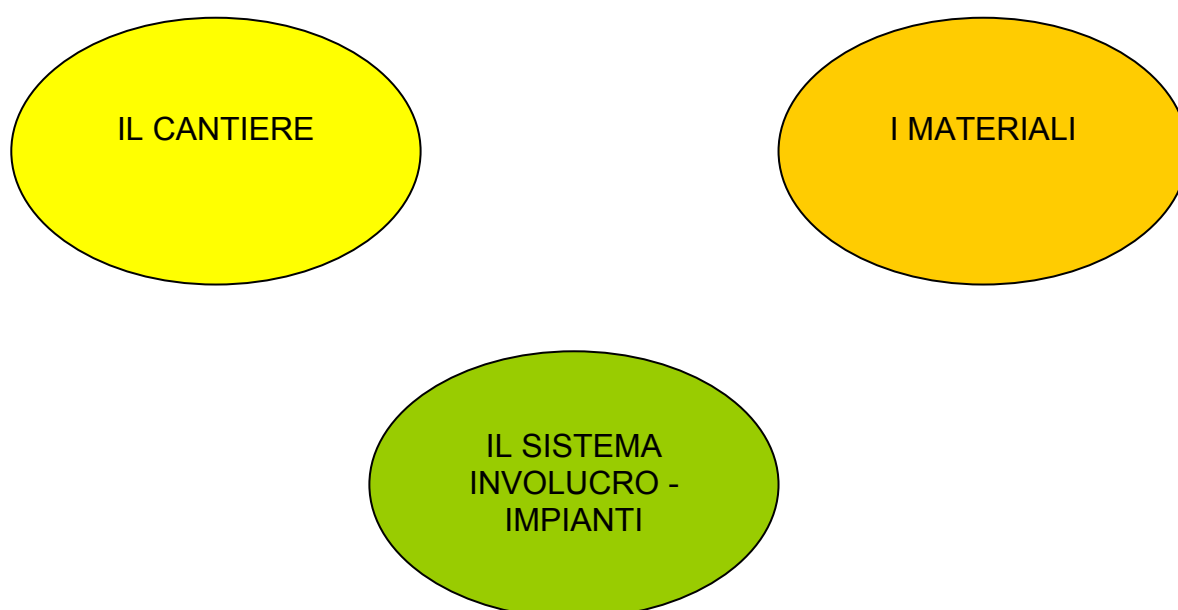 IL CANTIERE
I MATERIALI
IL SISTEMA
INVOLUCRO -
IMPIANTI